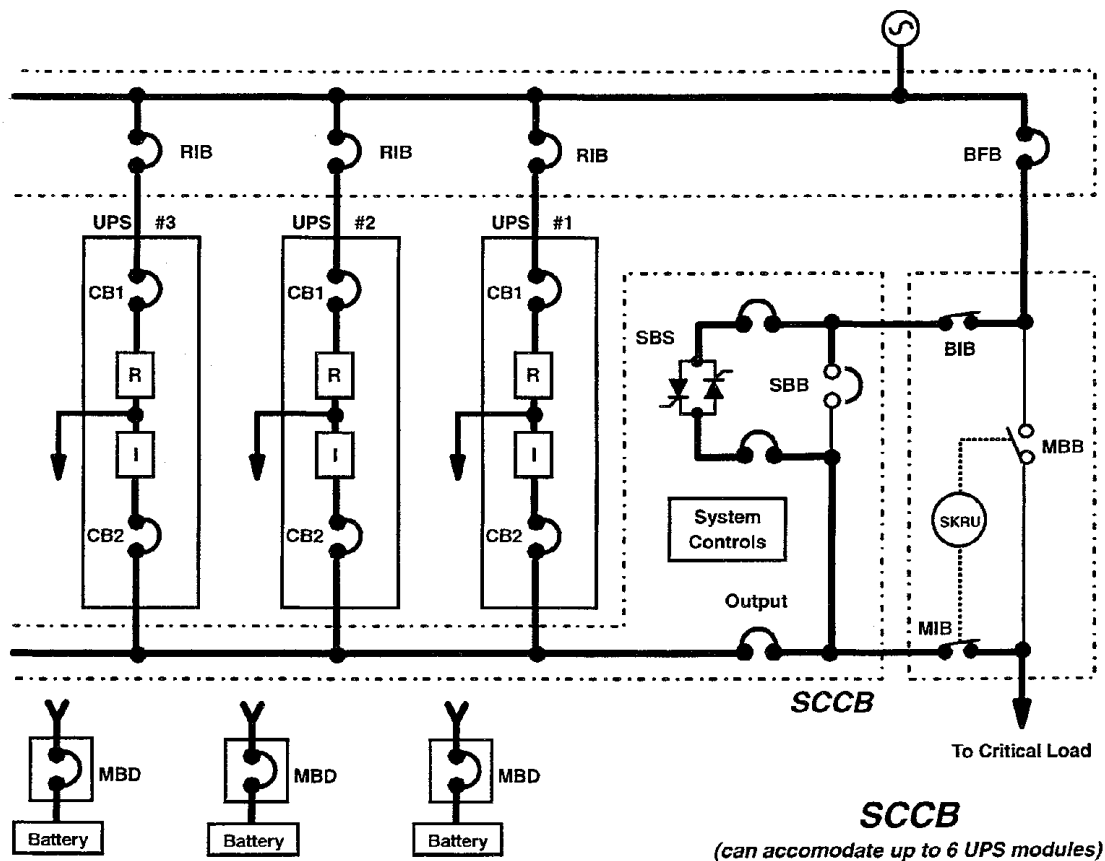 RIB
RIB
RIB
BFB
UPS #3
UPS #2
UPS #1
CB1
CB1
CB1
SBS
BIB
R
R
R
SBB
MBB
I
I
I
System
Controls
SKRU
CB2
CB2
CB2
Output
MIB
SCCB
To Critical Load
MBD
MBD
MBD
Battery
Battery
Battery
SCCB
(can accomodate up to 6 UPS modules)